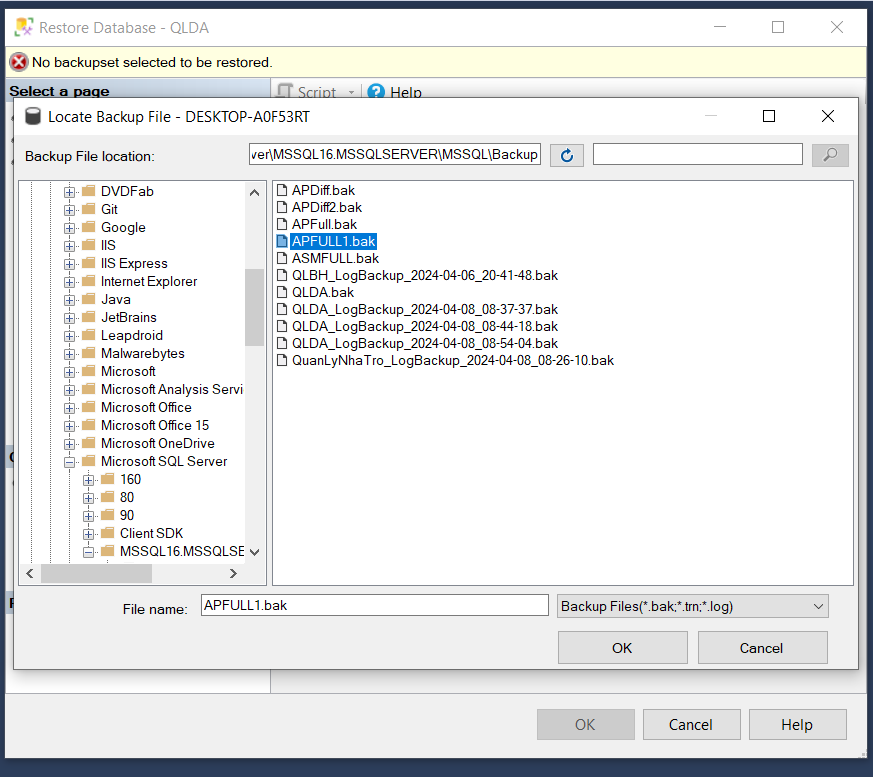 Restore Database - QLDA
No backupset selected to be restored.
Select a page
Script
Help
Locate Backup File - DESKTOP-A0F53RT
Backup File location:
ver\MSSQL16.MSSQLSERVER\MSSQL\Backup
DVDFab
Git
Google
IIS
IIS Express
Internet Explorer
Java
JetBrains
Leapdroid
Malwarebytes
Microsoft
Microsoft Analysis Servi
Microsoft Office
Microsoft Office 15
Microsoft OneDrive
Microsoft SQL Server
160
80
90
Client SDK
MSSQL16.MSSQLSE
APDiff.bak
APDiff2.bak
APFull.bak
APFULL1.bak
ASMFULL.bak
QLBH_LogBackup_2024-04-06_20-41-48.bak
QLDA.bak
QLDA_LogBackup_2024-04-08_08-37-37.bak
QLDA_LogBackup_2024-04-08_08-44-18.bak
QLDA_LogBackup_2024-04-08_08-54-04.bak
QuanLyNhaTro_LogBackup_2024-04-08_08-26-10.bak
File name:
APFULL1.bak
Backup Files(*.bak;*.trn;*.log)
OK
Cancel
OK
Cancel
Help